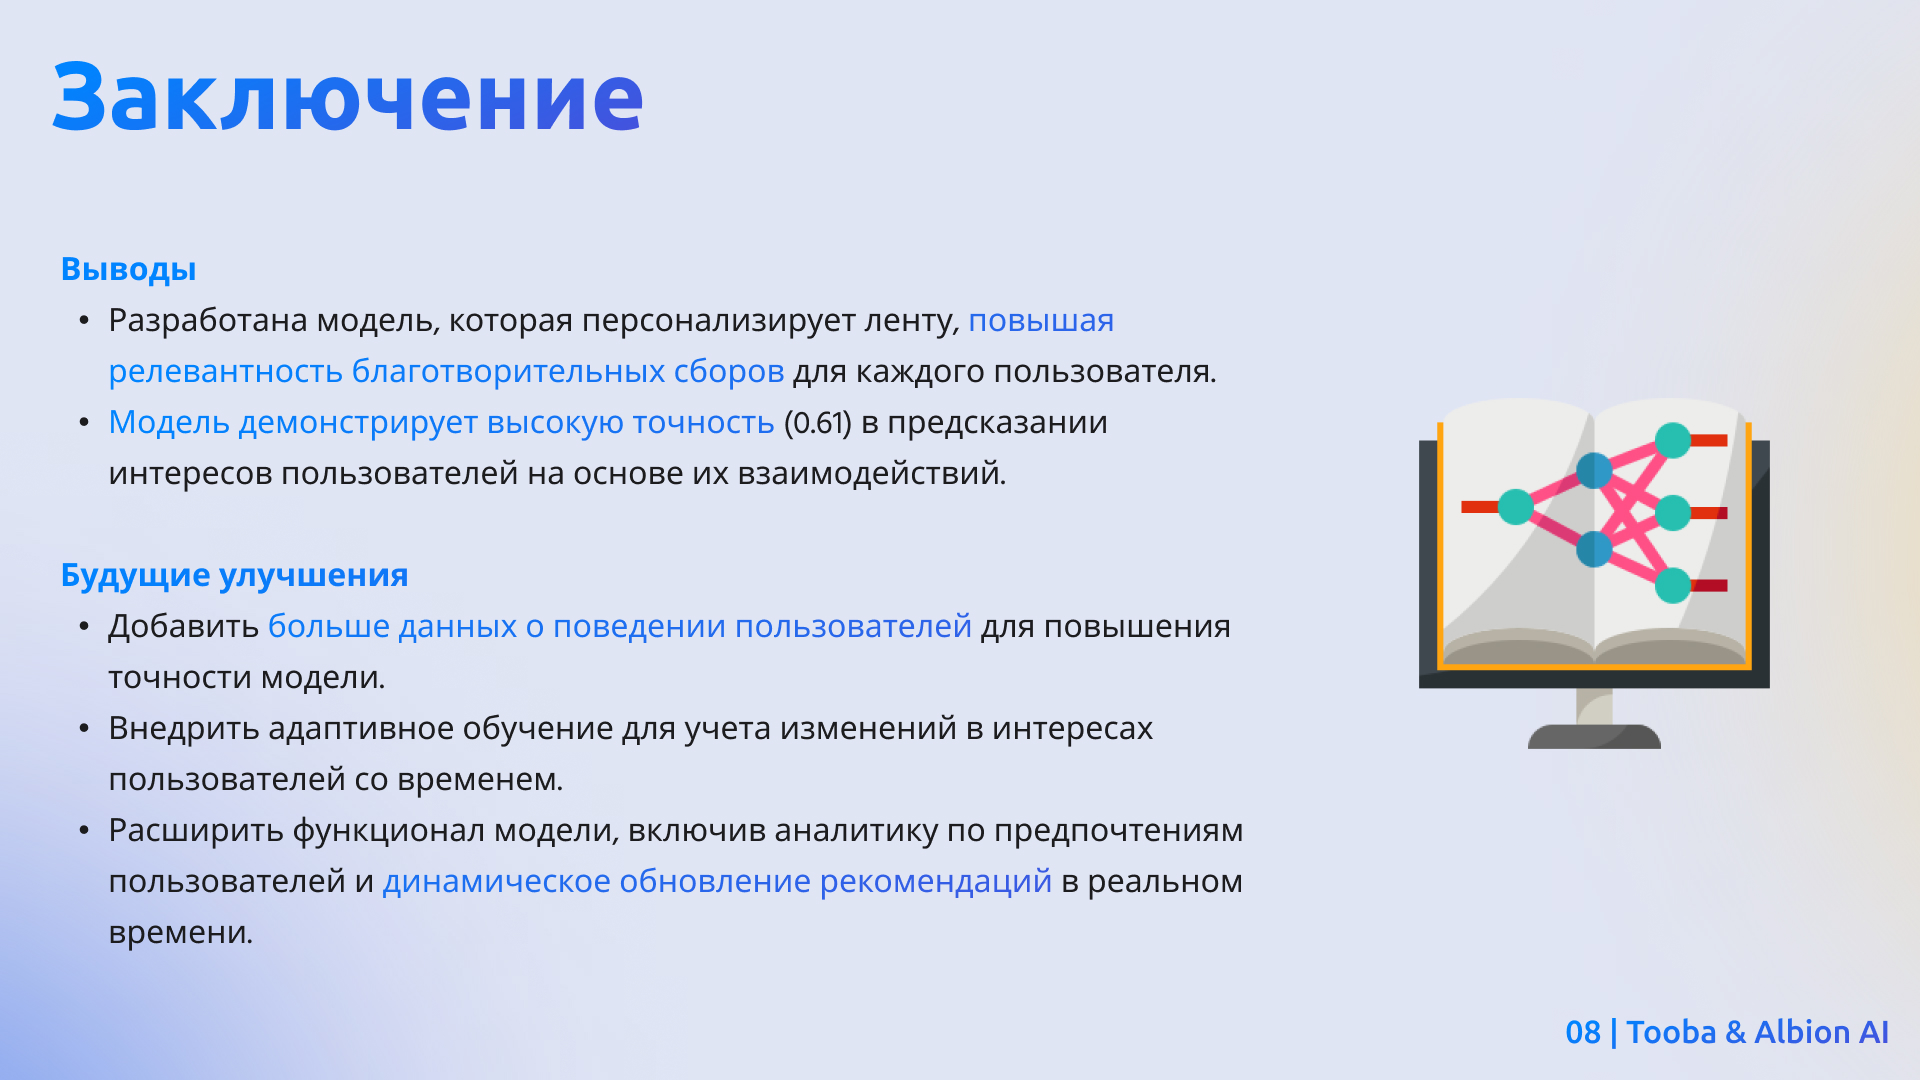 Заключение
Выводы
• Разработана модель, которая персонализирует ленту, повышая
релевантность благотворительных сборов для каждого пользователя.
• Модель демонстрирует высокую точность (0.61) в предсказании
интересов пользователей на основе их взаимодействий.
Будущие улучшения
• Добавить больше данных о поведении пользователей для повышения
точности модели.
• Внедрить адаптивное обучение для учета изменений в интересах
пользователей со временем.
• Расширить функционал модели, включив аналитику по предпочтениям
пользователей и динамическое обновление рекомендаций в реальном
времени.
08 | Tooba & Albion AI